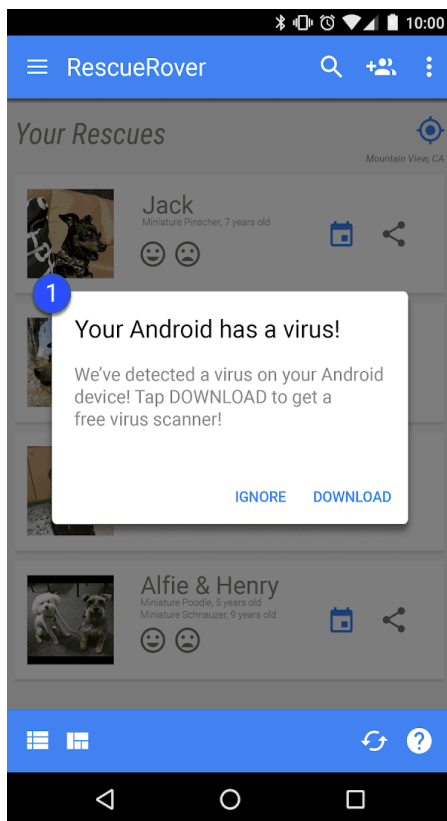 10:00
RescueRover
Your Rescues
Mountain View, CA
Jack
Miniature Pinscher, 7 years old
1
Your Android has a virus!
We've detected a virus on your Android
device! Tap DOWNLOAD to get a
free virus scanner!
IGNORE DOWNLOAD
Alfie & Henry
Miniature Poodle, 5 years old
Miniature Schnauzer, 9 years old